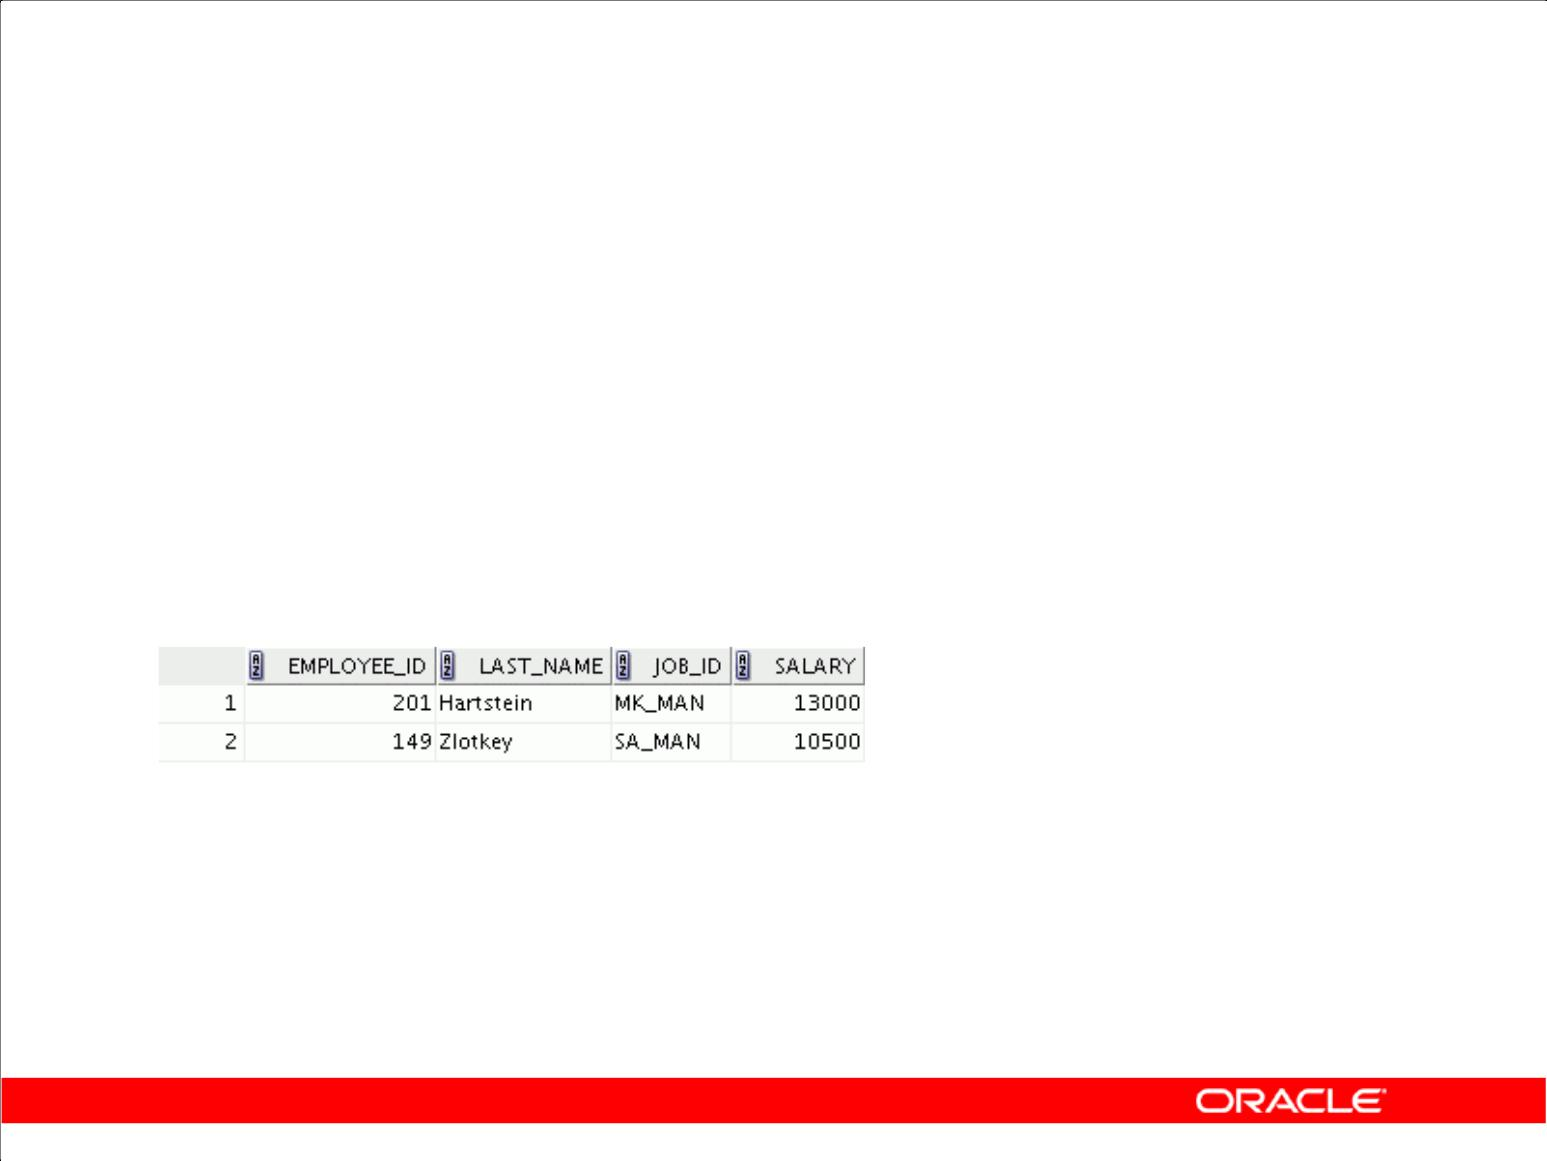 EMPLOYEE_ID LAST_NAME JOB_ID SALARY
1 201 Hartstein MK_MAN 13000
2 149 Zlotkey SA_MAN 10500
ORACLE